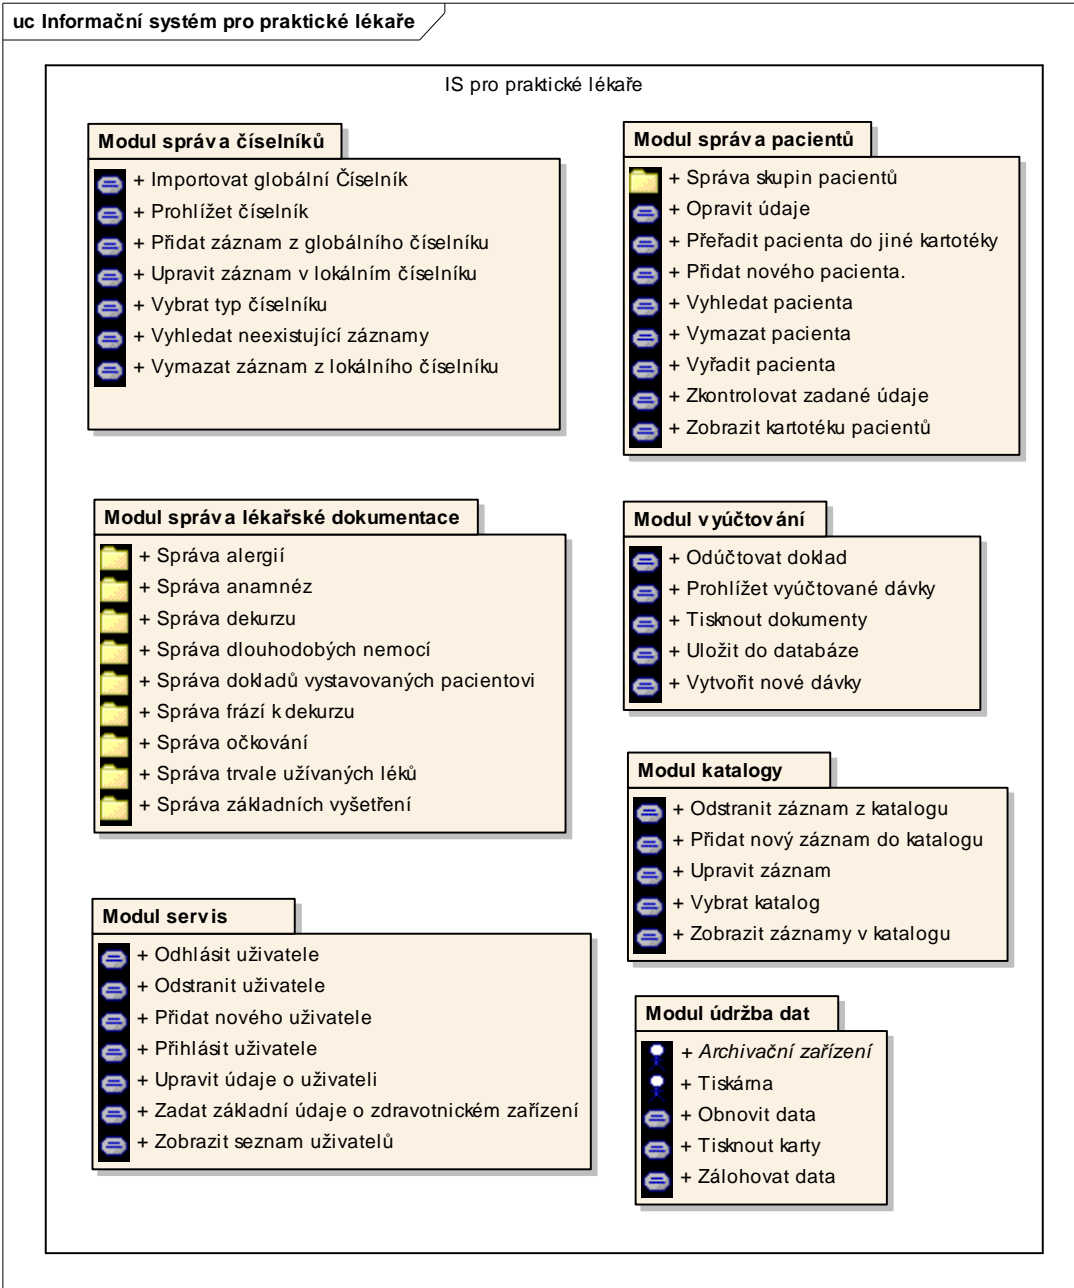 uc Informační systém pro praktické lékaře
IS pro praktické lékaře
Modul správa číselníků
+ Importovat globální Číselník
+ Prohlížet číselník
+ Přidat záznam z globálního číselníku
+ Upravit záznam v lokálním číselníku
+ Vybrat typ číselníku
+ Vyhledat neexistující záznamy
+ Vymazat záznam z lokálního číselníku
Modul správa pacientů
+ Správa skupin pacientů
+ Opravit údaje
+ Přeřadit pacienta do jiné kartotéky
+ Přidat nového pacienta.
+ Vyhledat pacienta
+ Vymazat pacienta
+ Vyřadit pacienta
+ Zkontrolovat zadané údaje
+ Zobrazit kartotéku pacientů
Modul správa lékařské dokumentace
+ Správa alergií
+ Správa anamnéz
+ Správa dekurzu
+ Správa dlouhodobých nemocí
+ Správa dokladů vystavovaných pacientovi
+ Správa frází k dekurzu
+ Správa očkování
+ Správa trvale užívaných léků
+ Správa základních vyšetření
Modul vyúčtování
+ Odúčtovat doklad
+ Prohlížet vyúčtované dávky
+ Tisknout dokumenty
+ Uložit do databáze
+ Vytvořit nové dávky
Modul katalogy
+ Odstranit záznam z katalogu
+ Přidat nový záznam do katalogu
+ Upravit záznam
+ Vybrat katalog
+ Zobrazit záznamy v katalogu
Modul servis
+ Odhlásit uživatele
+ Odstranit uživatele
+ Přidat nového uživatele
+ Přihlásit uživatele
+ Upravit údaje o uživateli
+ Zadat základní údaje o zdravotnickém zařízení
+ Zobrazit seznam uživatelů
Modul údržba dat
+ Archivační zařízení
+ Tiskárna
+ Obnovit data
+ Tisknout karty
+ Zálohovat data